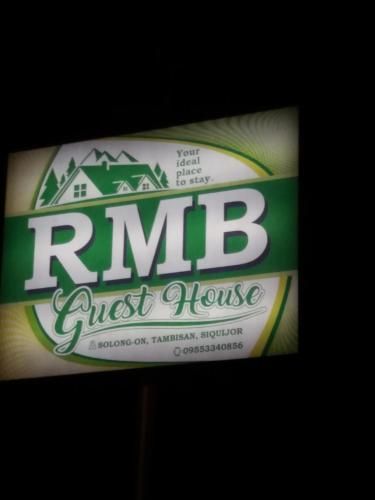 Your
ideal
place
to stay.
RMB
Guest House
SOLONG-ON, TAMBISAN, SIQUIJOR
09553340856